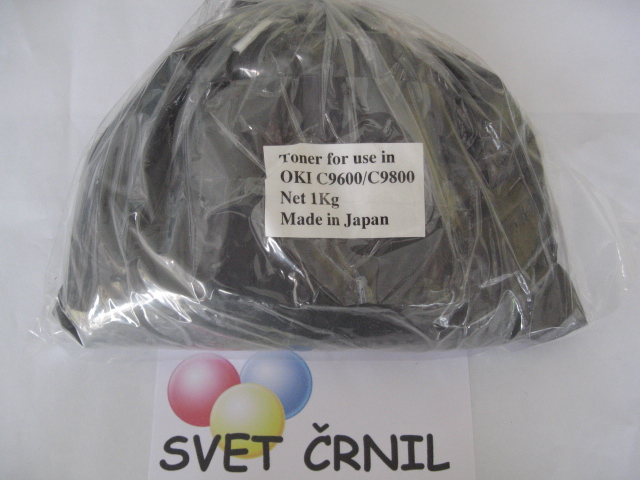 Toner for use in
OKI C9600/C9800
Net 1Kg
Made in Japan
SVET ČRNIL